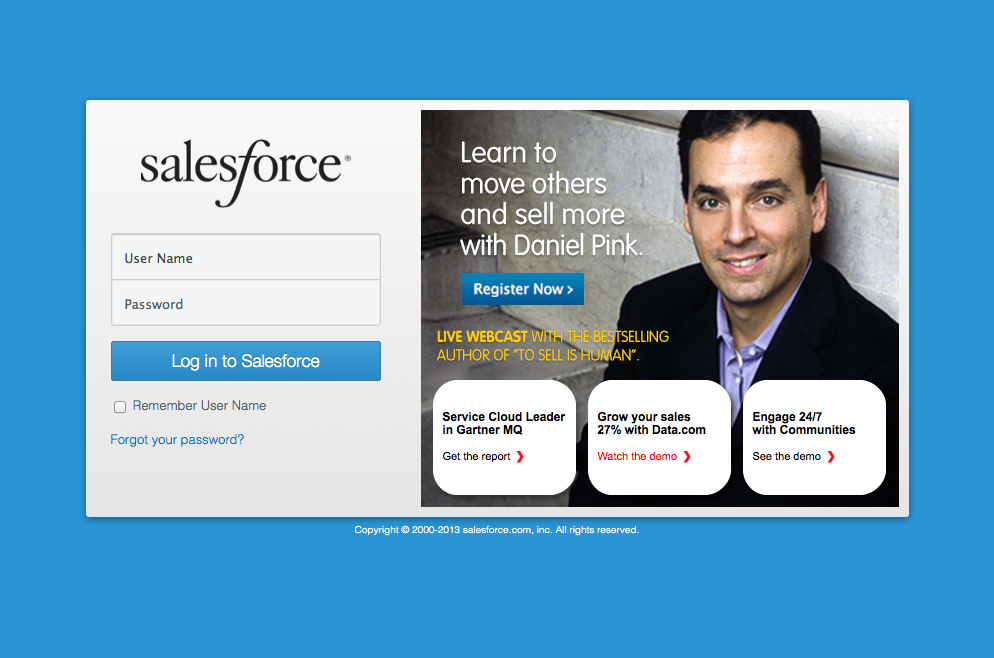 salesforce®
User Name
Password
Log in to Salesforce
Remember User Name
Forgot your password?
Learn to
move others
and sell more
with Daniel Pink.
Register Now >
LIVE WEBCAST WITH THE BESTSELLING
AUTHOR OF "TO SELL IS HUMAN".
Service Cloud Leader
in Gartner MQ
Get the report ❯
Grow your sales
27% with Data.com
Watch the demo ❯
Engage 24/7
with Communities
See the demo ❯
Copyright © 2000-2013 salesforce.com, inc. All rights reserved.